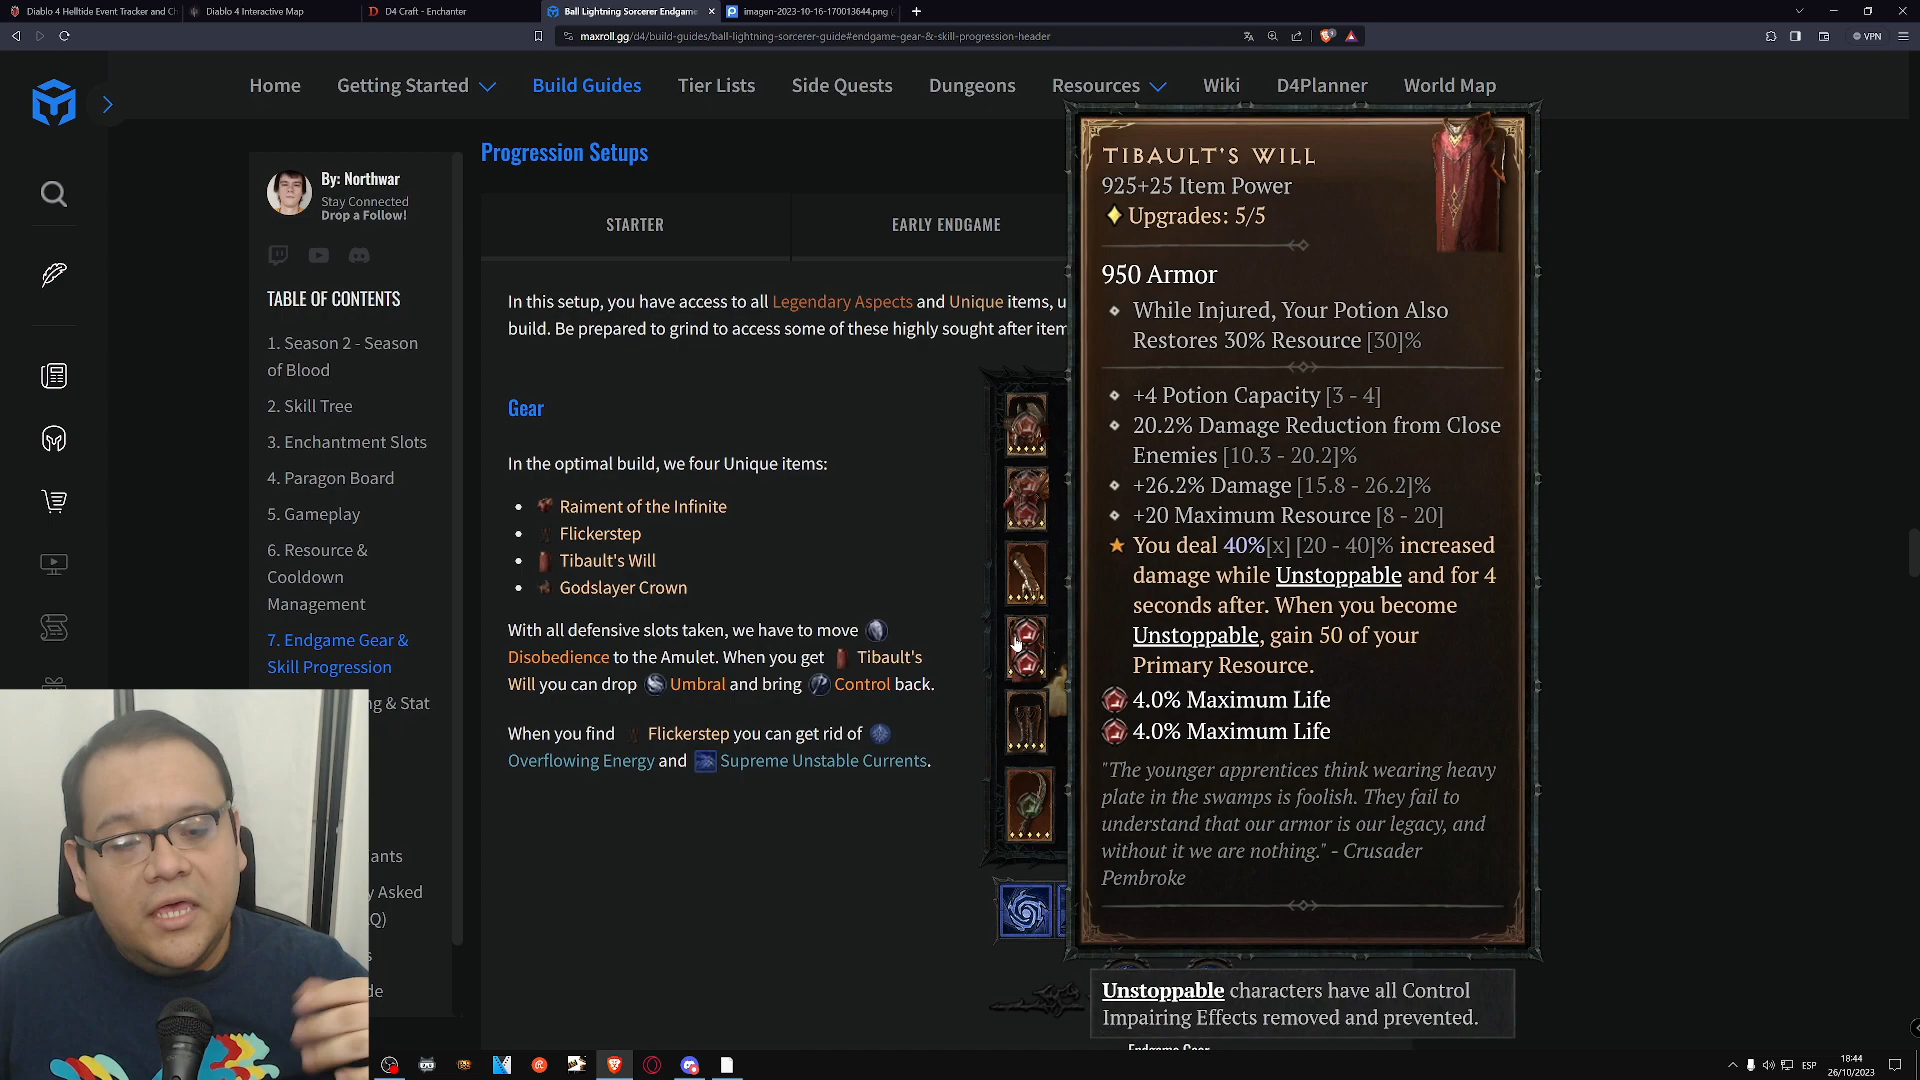 Diablo 4 Helltide Event Tracker and Ch
Diablo 4 Interactive Map
D4 Craft - Enchanter
Ball Lightning Sorcerer Endgame
imagen-2023-10-16-170013644.png (
maxroll.gg/d4/build-guides/ball-lightning-sorcerer-guide#endgame-gear-&-skill-progression-header
VPN
Home
Getting Started
Build Guides
Tier Lists
Side Quests
Dungeons
Resources
Wiki
D4Planner
World Map
By: Northwar
Stay Connected
Drop a Follow!
TABLE OF CONTENTS
1. Season 2 - Season
of Blood
2. Skill Tree
3. Enchantment Slots
4. Paragon Board
5. Gameplay
6. Resource &
Cooldown
Management
7. Endgame Gear &
Skill Progression
g & Stat
ants
y Asked
Q)
s
de
Progression Setups
STARTER
EARLY ENDGAME
In this setup, you have access to all Legendary Aspects and Unique items, u
build. Be prepared to grind to access some of these highly sought after item
Gear
In the optimal build, we four Unique items:
Raiment of the Infinite
Flickerstep
Tibault's Will
Godslayer Crown
With all defensive slots taken, we have to move
Disobedience to the Amulet. When you get Tibault's
Will you can drop Umbral and bring Control back.
When you find Flickerstep you can get rid of
Overflowing Energy and Supreme Unstable Currents.
TIBAULT'S WILL
925+25 Item Power
Upgrades: 5/5
950 Armor
While Injured, Your Potion Also
Restores 30% Resource [30]%
+4 Potion Capacity [3 - 4]
20.2% Damage Reduction from Close
Enemies [10.3 - 20.2]%
+26.2% Damage [15.8 - 26.2]%
+20 Maximum Resource [8 - 20]
You deal 40%[x] [20 - 40]% increased
damage while Unstoppable and for 4
seconds after. When you become
Unstoppable, gain 50 of your
Primary Resource.
4.0% Maximum Life
4.0% Maximum Life
"The younger apprentices think wearing heavy
plate in the swamps is foolish. They fail to
understand that our armor is our legacy, and
without it we are nothing." - Crusader
Pembroke
Unstoppable characters have all Control
Impairing Effects removed and prevented.
Endgame Gear
ESP
18:44
26/10/2023